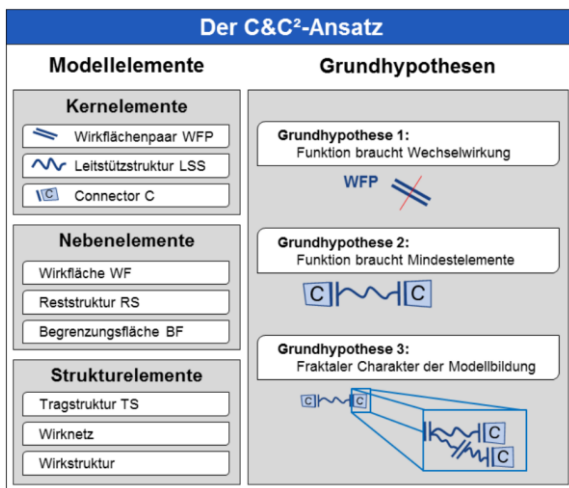 Der C&C²-Ansatz
Modellelemente
Kernelemente
Wirkflächenpaar WFP
Leitstützstruktur LSS
C
Connector C
Nebenelemente
Wirkfläche WF
Reststruktur RS
Begrenzungsfläche BF
Strukturelemente
Tragstruktur TS
Wirknetz
Wirkstruktur
Grundhypothesen
Grundhypothese 1:
Funktion braucht Wechselwirkung
WFP
Grundhypothese 2:
Funktion braucht Mindestelemente
C C
Grundhypothese 3:
Fraktaler Charakter der Modellbildung
C C
C
C